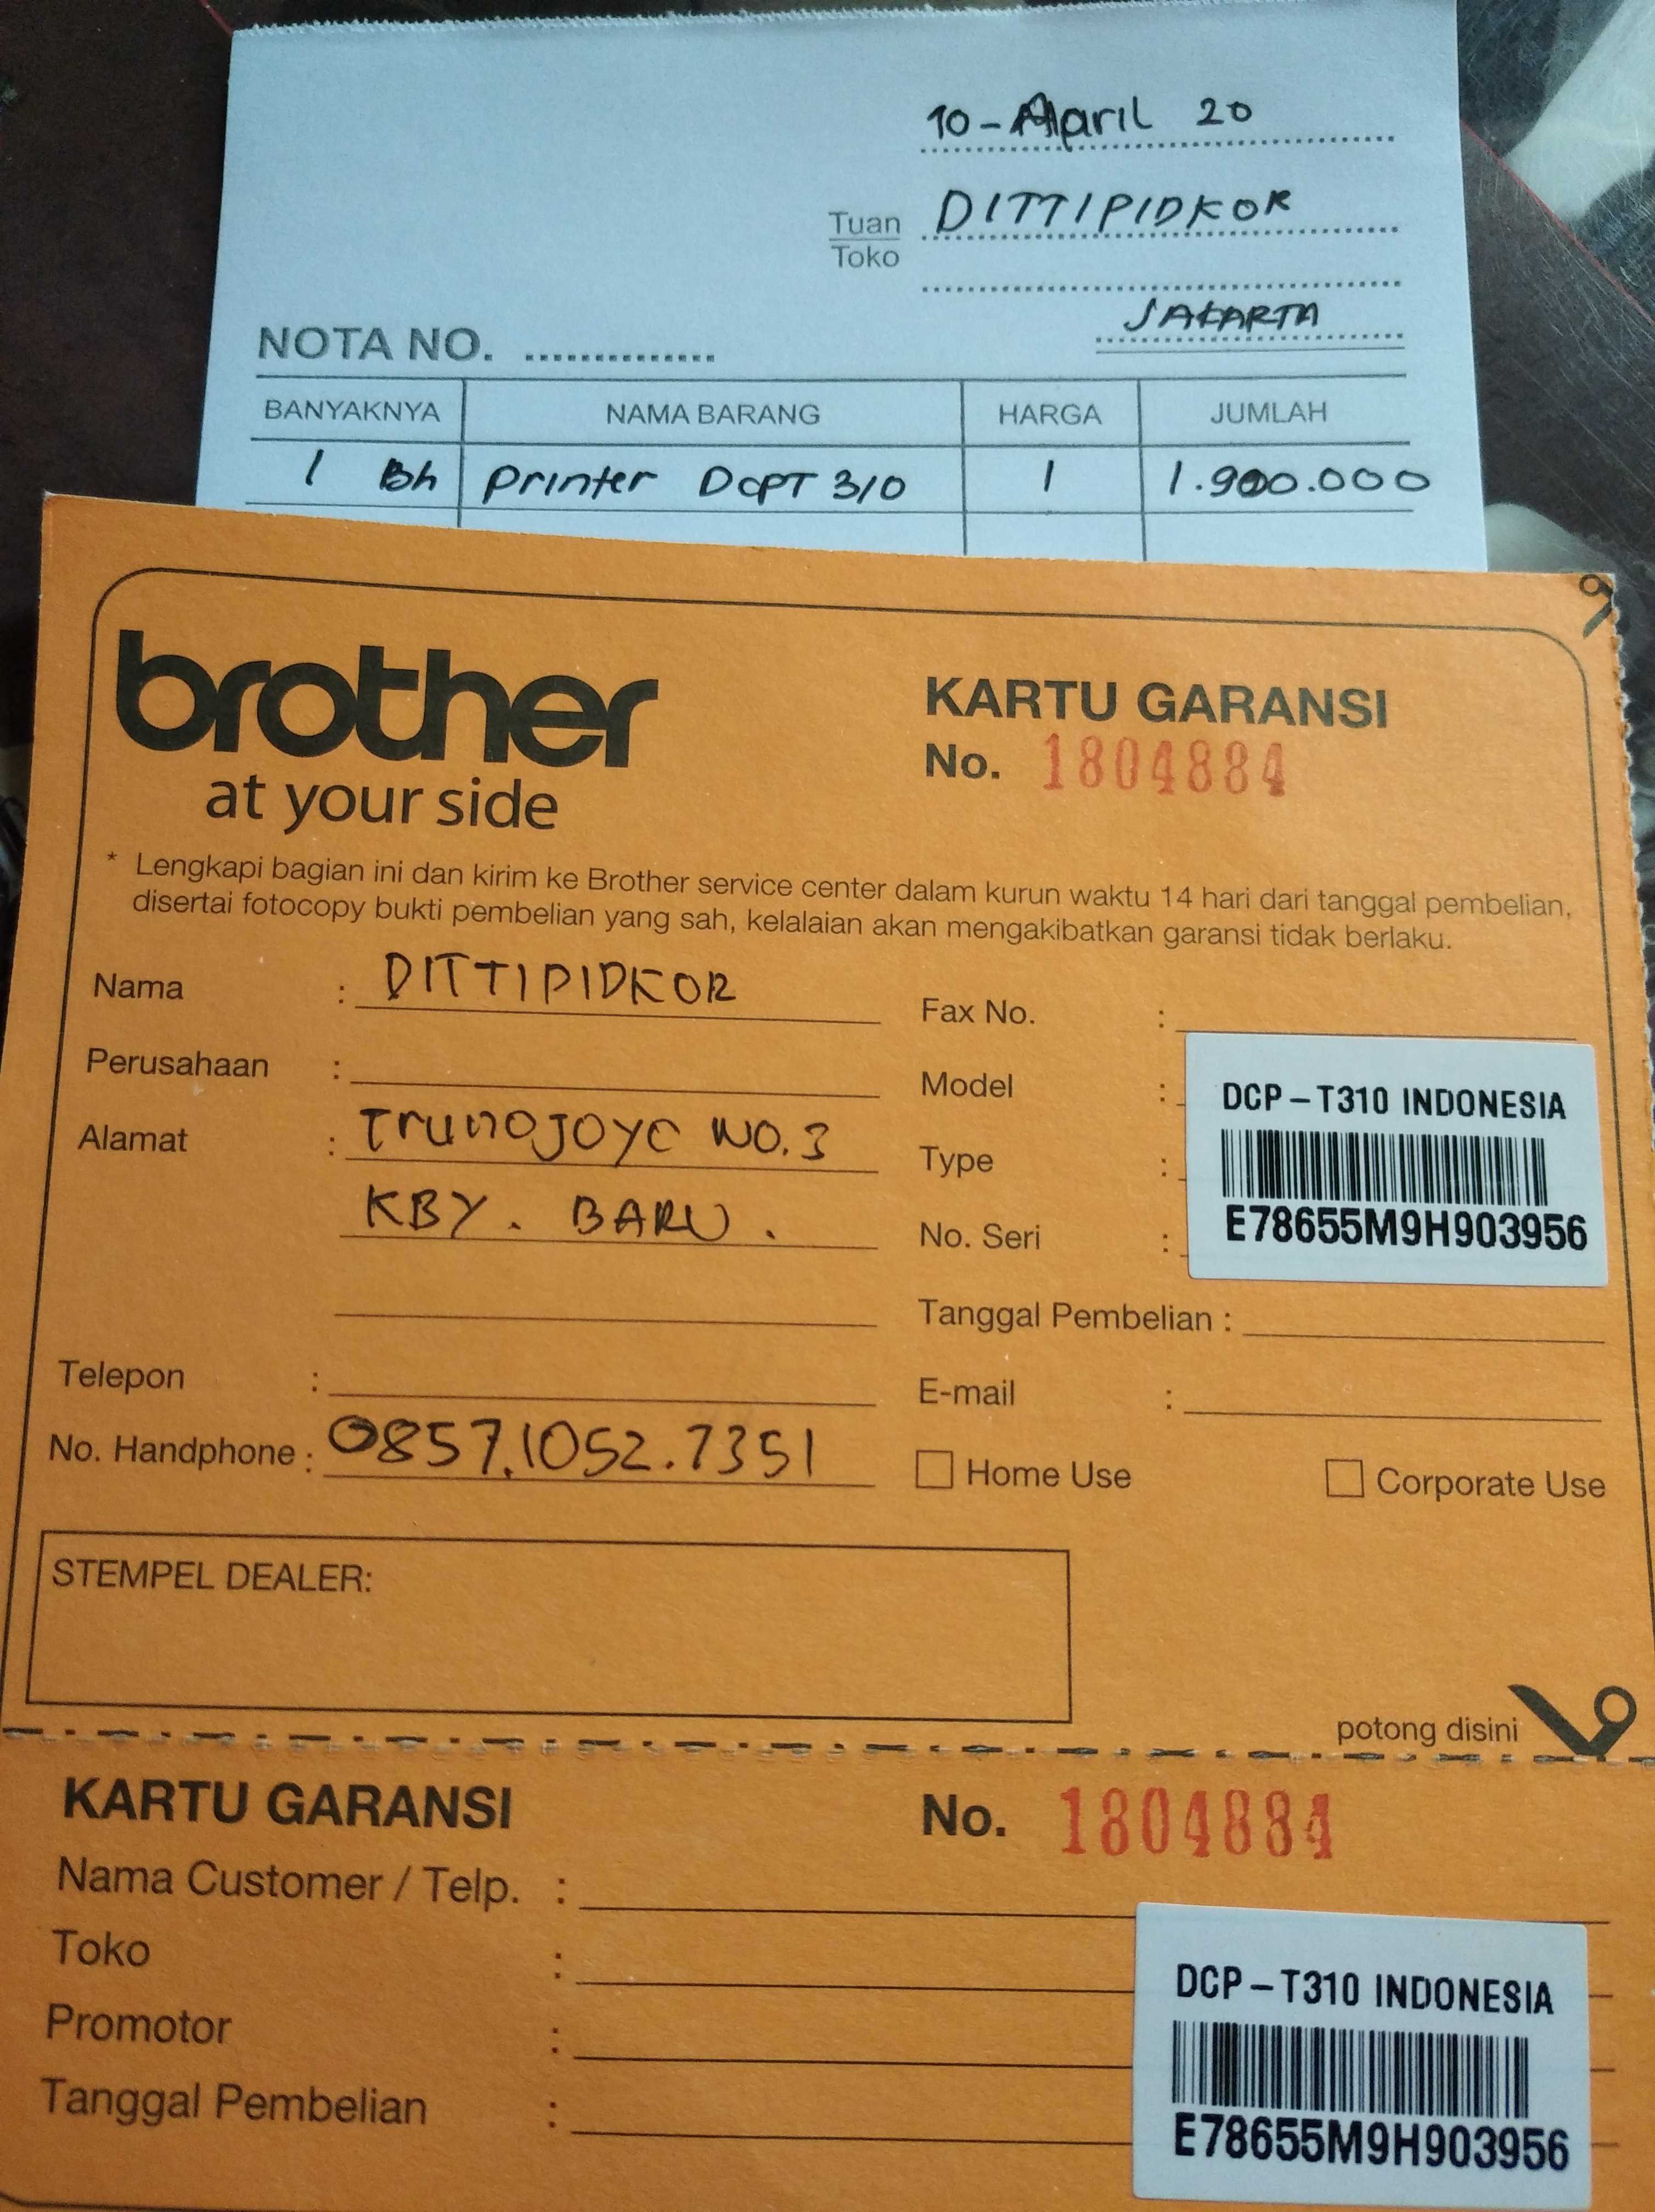 10-April 20
Tuan
Toko
DITTIPIDKOR
JAKARTA
NOTA NO. ..............
BANYAKNYA NAMA BARANG HARGA JUMLAH
1 Bh Printer DCPT 310 1 1.900.000
brother
at your side
KARTU GARANSI
No. 1804884
* Lengkapi bagian ini dan kirim ke Brother service center dalam kurun waktu 14 hari dari tanggal pembelian,
disertai fotocopy bukti pembelian yang sah, kelalaian akan mengakibatkan garansi tidak berlaku.
Nama : DITTIPIDKOR
Perusahaan :
Alamat : TrunoJoyo NO.3
KBY. BARU.
Telepon :
No. Handphone : 0857.1052.7351
Fax No. :
Model :
Type :
No. Seri :
DCP-T310 INDONESIA
E78655M9H903956
Tanggal Pembelian :
E-mail :
Home Use Corporate Use
STEMPEL DEALER:
potong disini
KARTU GARANSI
No. 1804884
Nama Customer / Telp. :
Toko :
Promotor :
Tanggal Pembelian :
DCP-T310 INDONESIA
E78655M9H903956